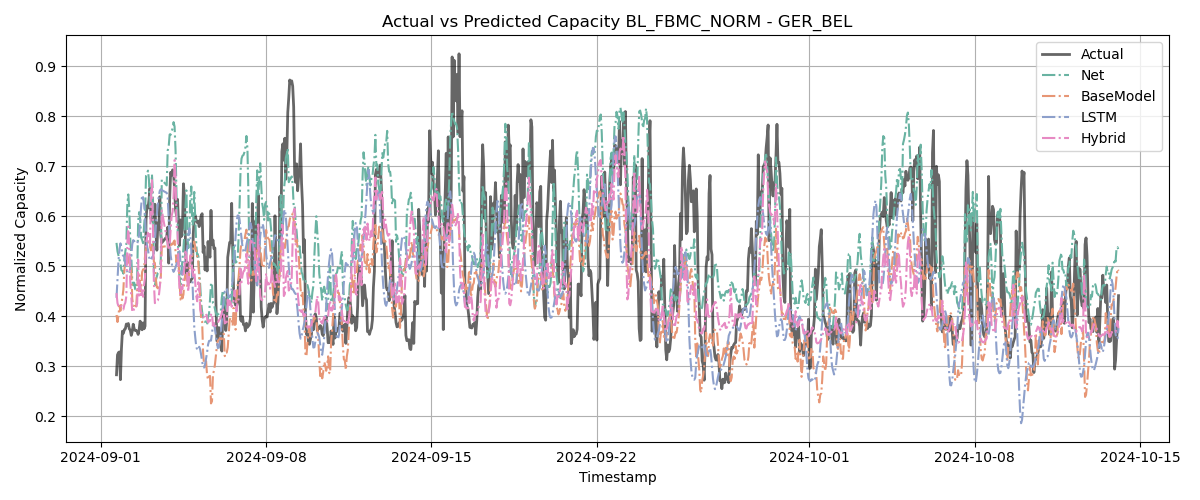 Actual vs Predicted Capacity BL_FBMC_NORM - GER_BEL
Normalized Capacity
0.9
0.8
0.7
0.6
0.5
0.4
0.3
0.2
Actual
Net
BaseModel
LSTM
Hybrid
2024-09-01
2024-09-08
2024-09-15
2024-09-22
2024-10-01
2024-10-08
2024-10-15
Timestamp